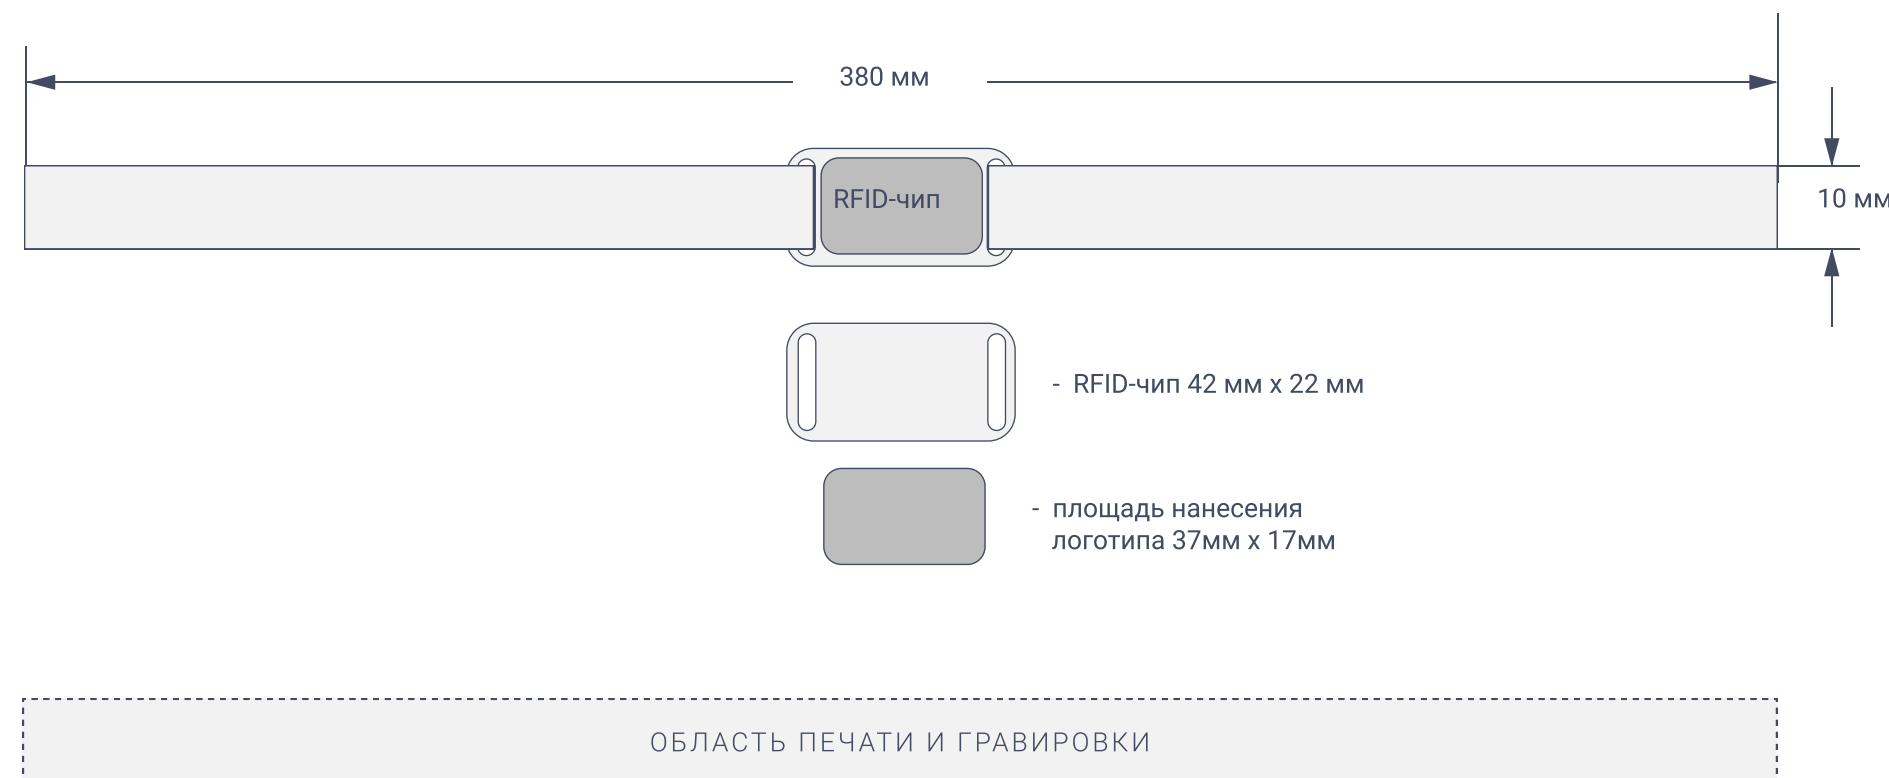 380 мм
RFID-чип
10 мм
- RFID-чип 42 мм х 22 мм
- площадь нанесения
логотипа 37мм х 17мм
ОБЛАСТЬ ПЕЧАТИ И ГРАВИРОВКИ